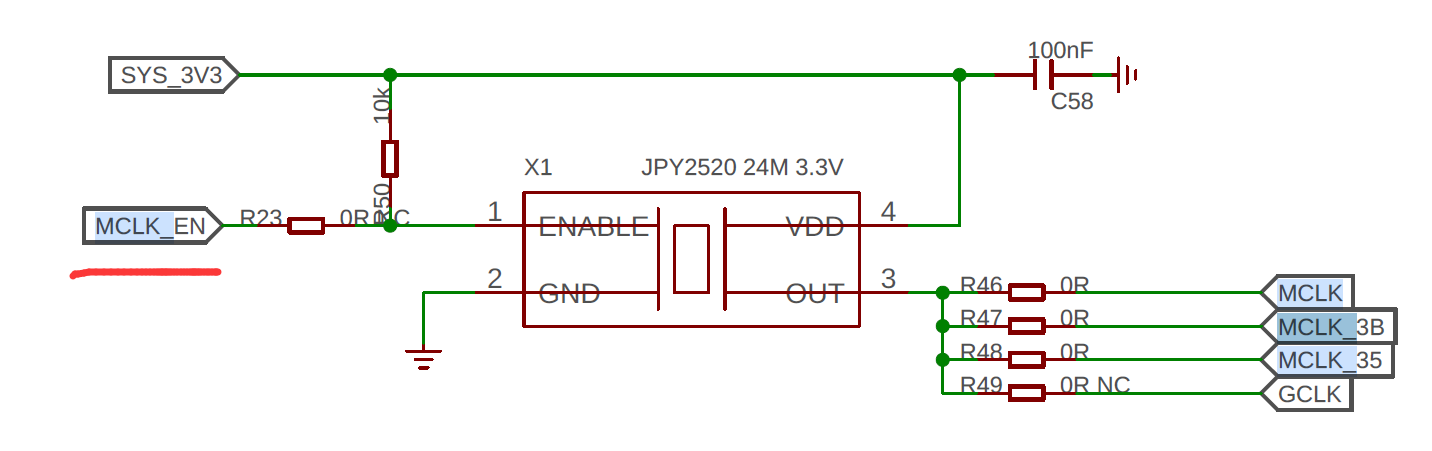 100nF
SYS_3V3
C58
10k
X1 JPY2520 24M 3.3V
R50
MCLK_EN R23 0R NC 1 ENABLE VDD 4
2 GND OUT 3 R46 0R MCLK
R47 0R MCLK_3B
R48 0R MCLK_35
R49 0R NC GCLK